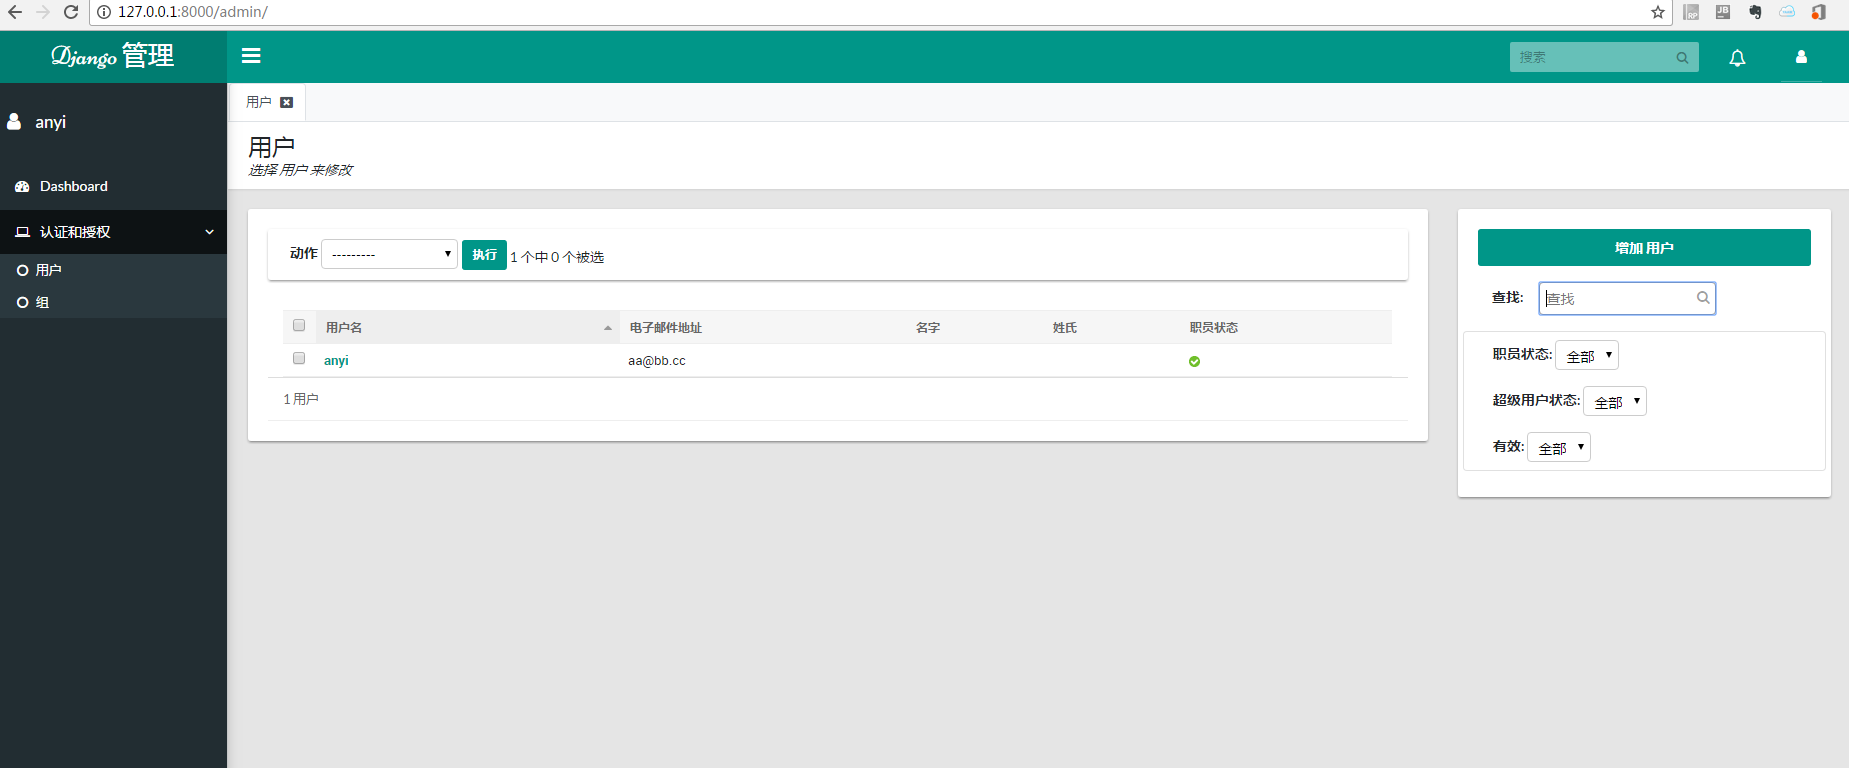 127.0.0.1:8000/admin/
RP
JB
Django 管理
搜索
anyi
Dashboard
认证和授权
用户
组
用户
用户
选择 用户 来修改
动作 --------- 执行 1 个中 0 个被选
用户名 电子邮件地址 名字 姓氏 职员状态
anyi aa@bb.cc
1 用户
增加 用户
查找: 查找
职员状态: 全部
超级用户状态: 全部
有效: 全部